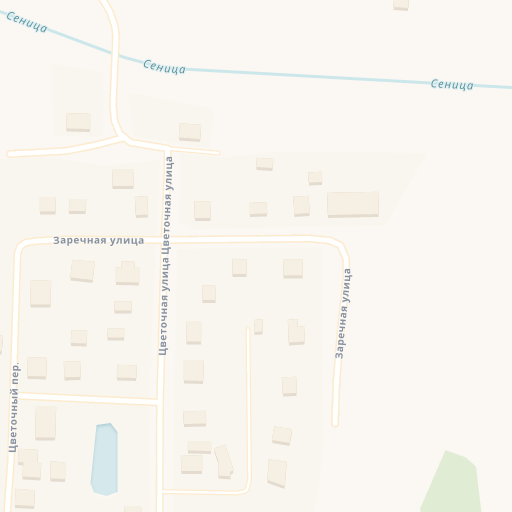 Сеница
Сеница
Сеница
Цветочная улица
Заречная улица
Цветочная улица
Заречная улица
Цветочный пер.